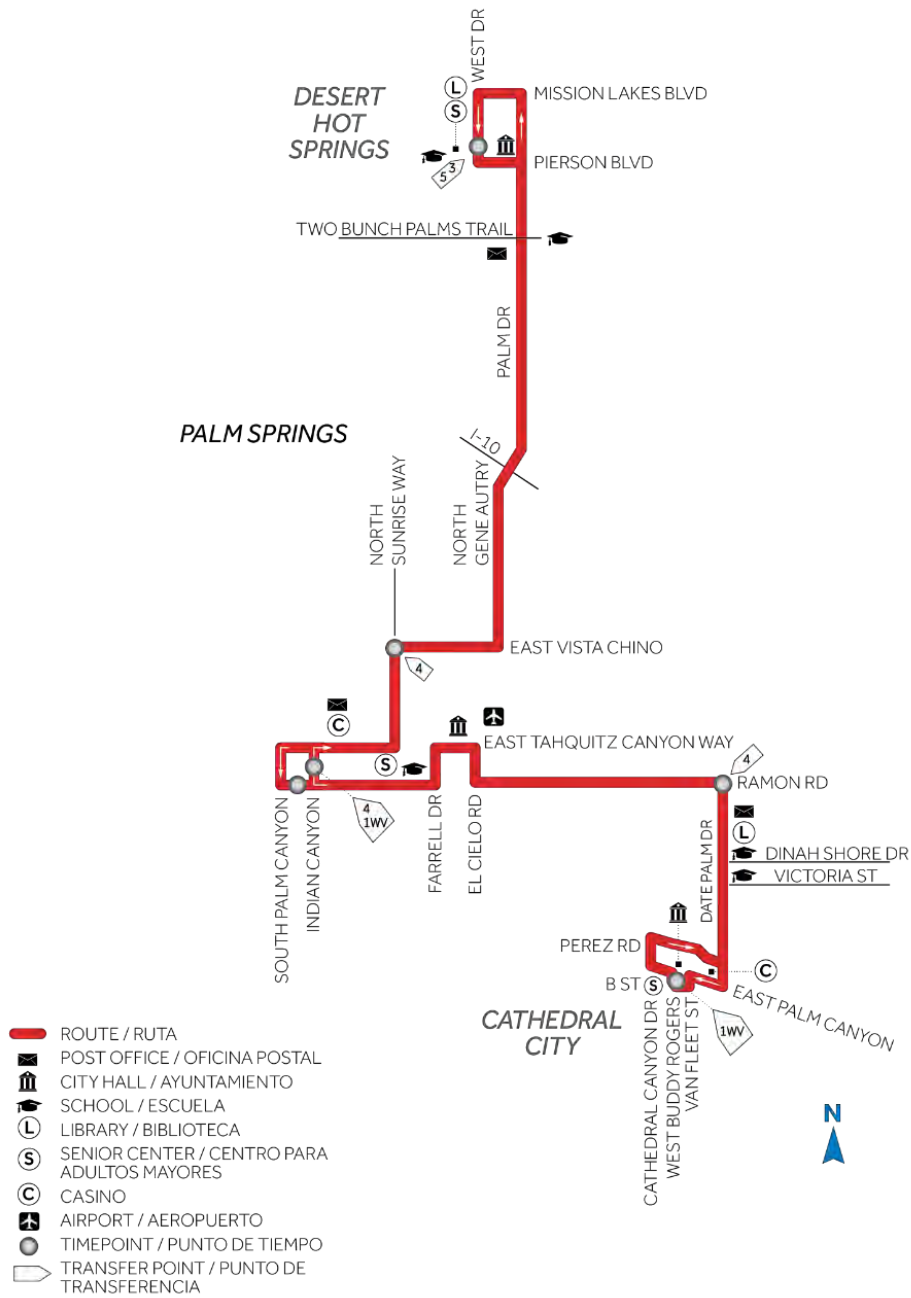 WEST DR
DESERT
HOT
SPRINGS
L
S
MISSION LAKES BLVD
PIERSON BLVD
5 3
TWO BUNCH PALMS TRAIL
PALM DR
PALM SPRINGS
I-10
NORTH
SUNRISE WAY
NORTH
GENE AUTRY
EAST VISTA CHINO
4
C
EAST TAHQUITZ CANYON WAY
S
4
1WV
4
RAMON RD
SOUTH PALM CANYON
INDIAN CANYON
FARRELL DR
EL CIELO RD
DATE PALM DR
L
DINAH SHORE DR
VICTORIA ST
PEREZ RD
C
B ST
S
EAST PALM CANYON
1WV
CATHEDRAL
CITY
CATHEDRAL CANYON DR
WEST BUDDY ROGERS
VAN FLEET ST
ROUTE / RUTA
POST OFFICE / OFICINA POSTAL
CITY HALL / AYUNTAMIENTO
SCHOOL / ESCUELA
L LIBRARY / BIBLIOTECA
S SENIOR CENTER / CENTRO PARA
ADULTOS MAYORES
C CASINO
AIRPORT / AEROPUERTO
TIMEPOINT / PUNTO DE TIEMPO
TRANSFER POINT / PUNTO DE
TRANSFERENCIA
N